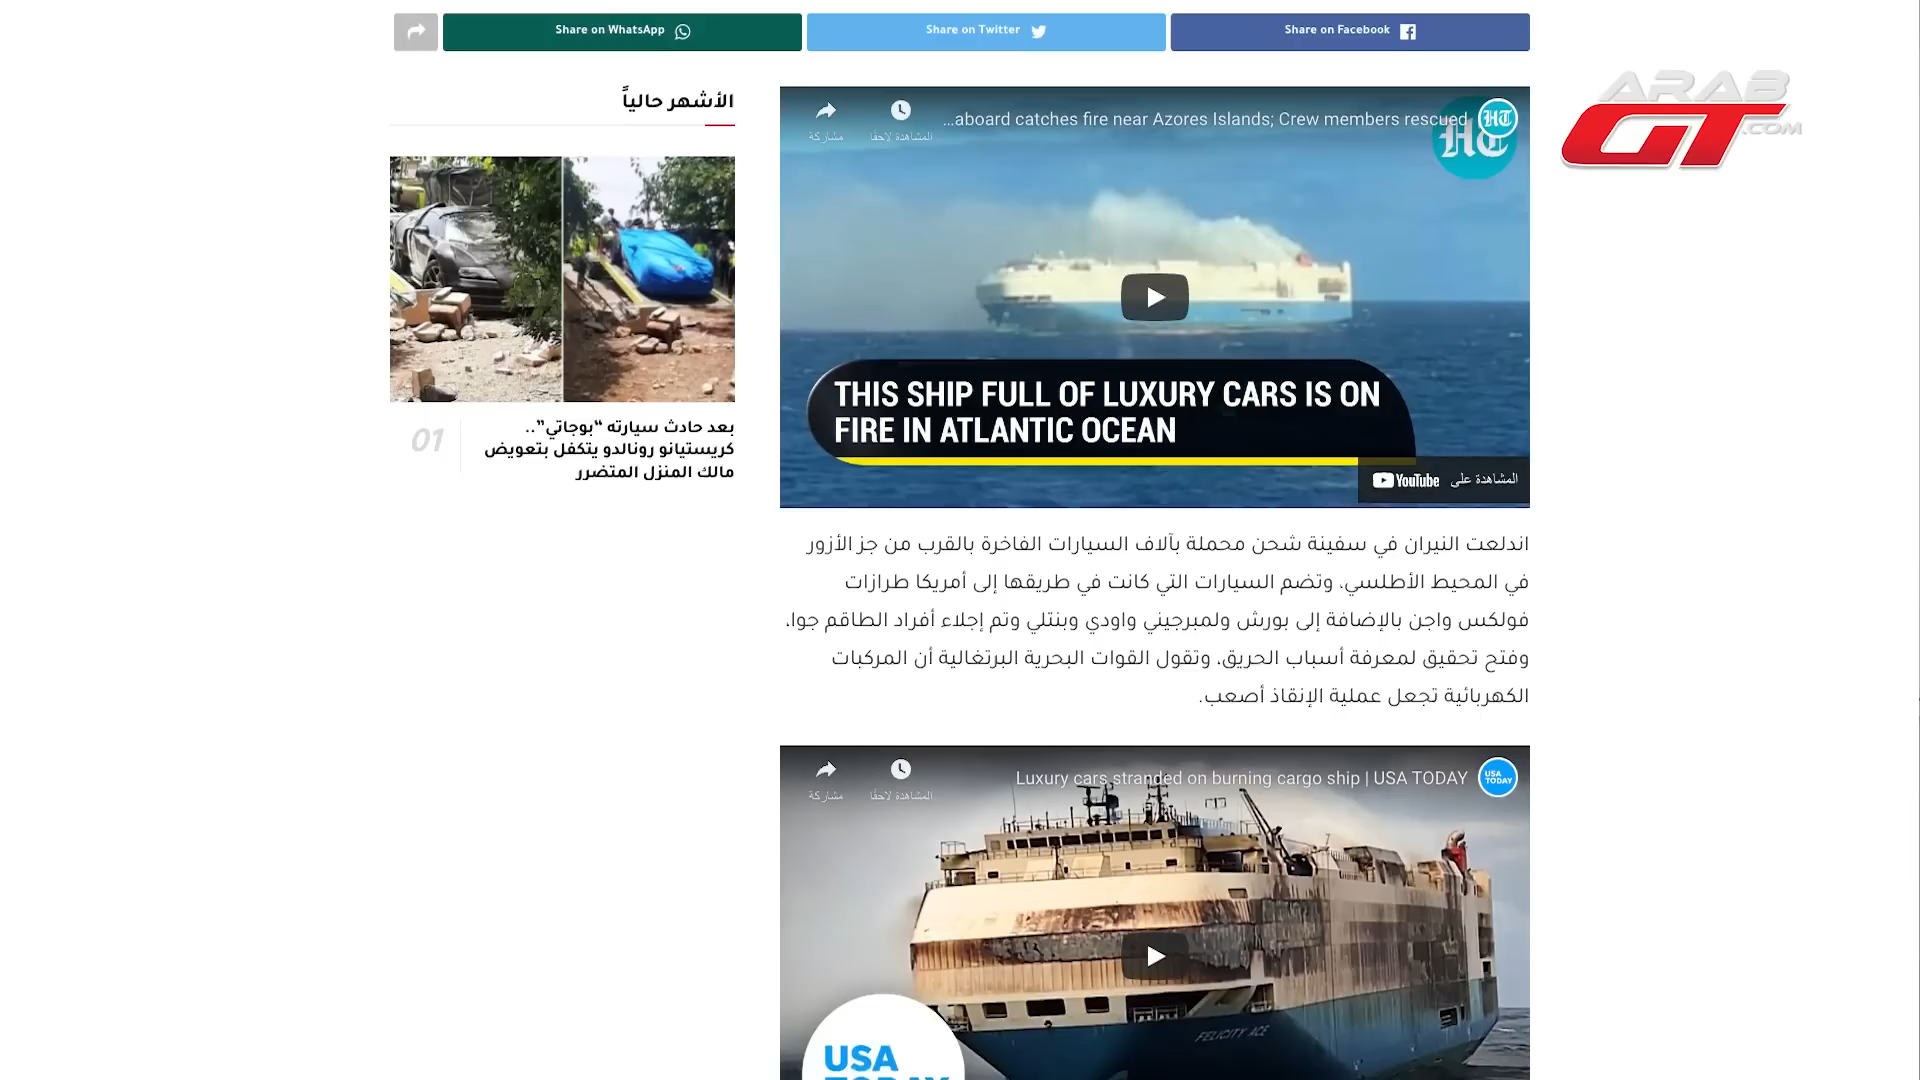 Share on WhatsApp
Share on Twitter
Share on Facebook
ARAB
GT
.COM
الأشهر حالياً
01
بعد حادث سيارته “بوجاتي”..
كريستيانو رونالدو يتكفل بتعويض
مالك المنزل المتضرر
مشاركة
المشاهدة لاحقًا
...aboard catches fire near Azores Islands; Crew members rescued
HT
HT
THIS SHIP FULL OF LUXURY CARS IS ON
FIRE IN ATLANTIC OCEAN
المشاهدة على YouTube
اندلعت النيران في سفينة شحن محملة بآلاف السيارات الفاخرة بالقرب من جز الأزور
في المحيط الأطلسي، وتضم السيارات التي كانت في طريقها إلى أمريكا طرازات
فولكس واجن بالإضافة إلى بورش ولمبرجيني واودي وبنتلي وتم إجلاء أفراد الطاقم جوا،
وفتح تحقيق لمعرفة أسباب الحريق، وتقول القوات البحرية البرتغالية أن المركبات
الكهربائية تجعل عملية الإنقاذ أصعب.
مشاركة
المشاهدة لاحقًا
Luxury cars stranded on burning cargo ship | USA TODAY
USA
TODAY
FELICITY ACE
USA
TODAY